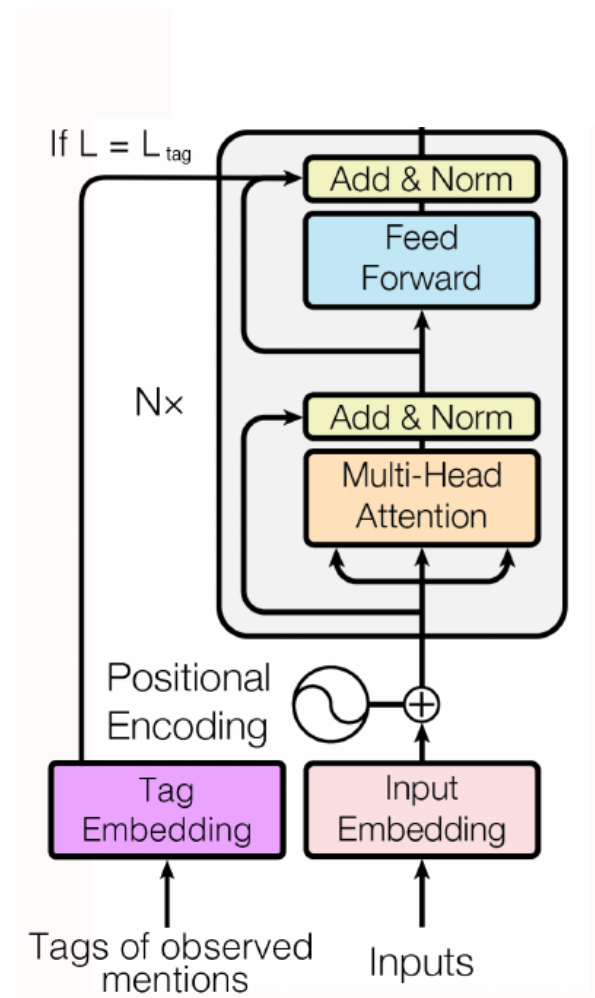 If L = L tag
Add & Norm
Feed
Forward
N×
Add & Norm
Multi-Head
Attention
Positional
Encoding
Tag
Embedding
Input
Embedding
Tags of observed
mentions
Inputs